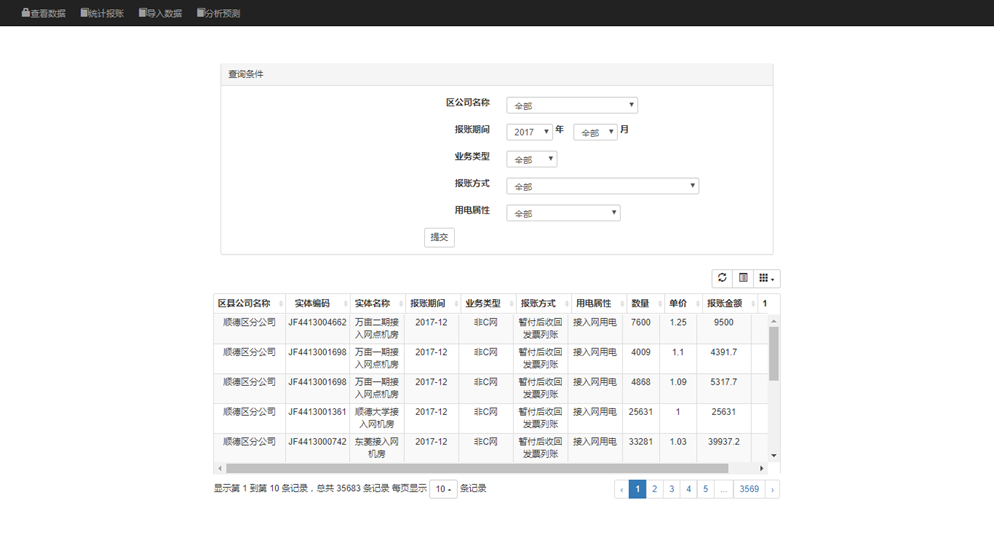 查看数据 统计报账 导入数据 分析预测
查询条件
区公司名称 全部
报账期间 2017 年 全部 月
业务类型 全部
报账方式 全部
用电属性 全部
提交
区县公司名称 实体编码 实体名称 报账期间 业务类型 报账方式 用电属性 数量 单价 报账金额 1
顺德区分公司 JF4413004662 万亩二期接 2017-12 非C网 暂付后收回 接入网用电 7600 1.25 9500
入网点机房 发票列账
顺德区分公司 JF4413001698 万亩一期接 2017-12 非C网 暂付后收回 接入网用电 4009 1.1 4391.7
入网点机房 发票列账
顺德区分公司 JF4413001698 万亩一期接 2017-12 非C网 暂付后收回 接入网用电 4868 1.09 5317.7
入网点机房 发票列账
顺德区分公司 JF4413001361 顺德大学接 2017-12 非C网 暂付后收回 接入网用电 25631 1 25631
入网机房 发票列账
顺德区分公司 JF4413000742 东菱接入网 2017-12 非C网 暂付后收回 接入网用电 33281 1.03 39937.2
机房 发票列账
显示第 1 到第 10 条记录，总共 35683 条记录 每页显示 10 条记录 ‹ 1 2 3 4 5 ... 3569 ›